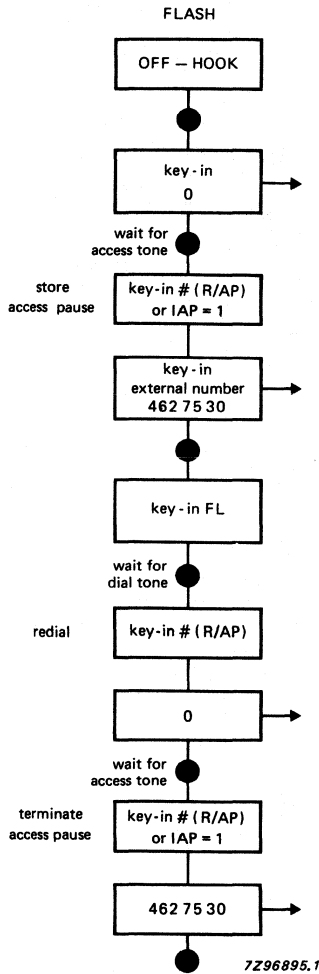 FLASH
OFF – HOOK
key - in
0
wait for
access tone
store
access pause
key-in # (R/AP)
or IAP = 1
key - in
external number
462 75 30
key - in FL
wait for
dial tone
redial
key-in # (R/AP)
0
wait for
access tone
terminate
access pause
key-in # (R/AP)
or IAP = 1
462 75 30
7Z96895.1